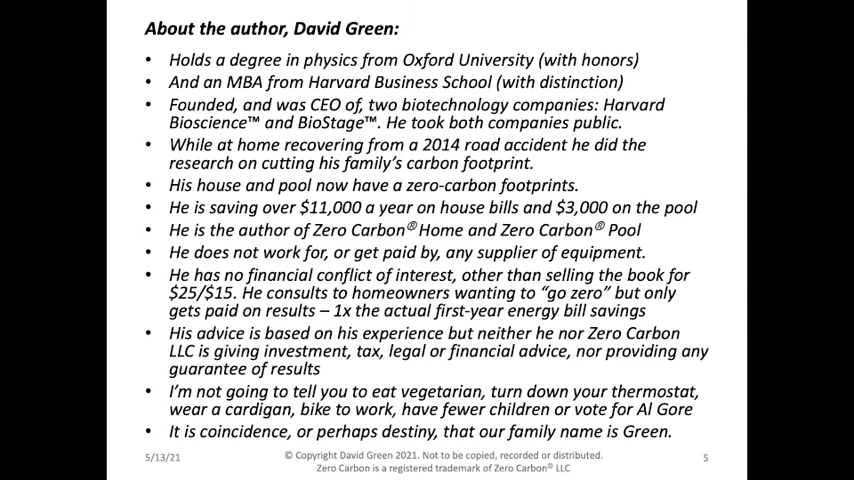 About the author, David Green:
• Holds a degree in physics from Oxford University (with honors)
• And an MBA from Harvard Business School (with distinction)
• Founded, and was CEO of, two biotechnology companies: Harvard
Bioscience™ and BioStage™. He took both companies public.
• While at home recovering from a 2014 road accident he did the
research on cutting his family's carbon footprint.
• His house and pool now have a zero-carbon footprints.
• He is saving over $11,000 a year on house bills and $3,000 on the pool
• He is the author of Zero Carbon® Home and Zero Carbon® Pool
• He does not work for, or get paid by, any supplier of equipment.
• He has no financial conflict of interest, other than selling the book for
$25/$15. He consults to homeowners wanting to “go zero” but only
gets paid on results – 1x the actual first-year energy bill savings
• His advice is based on his experience but neither he nor Zero Carbon
LLC is giving investment, tax, legal or financial advice, nor providing any
guarantee of results
• I'm not going to tell you to eat vegetarian, turn down your thermostat,
wear a cardigan, bike to work, have fewer children or vote for Al Gore
• It is coincidence, or perhaps destiny, that our family name is Green.
5/13/21
© Copyright David Green 2021. Not to be copied, recorded or distributed.
Zero Carbon is a registered trademark of Zero Carbon® LLC
5